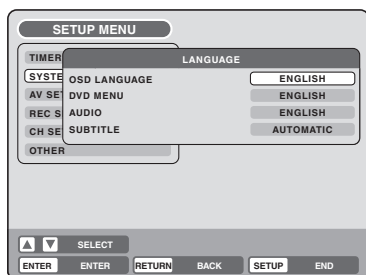 SETUP MENU
TIMER
LANGUAGE
SYSTE
OSD LANGUAGE ENGLISH
AV SE
DVD MENU ENGLISH
REC S
AUDIO ENGLISH
CH SE
SUBTITLE AUTOMATIC
OTHER
SELECT
ENTER ENTER RETURN BACK SETUP END